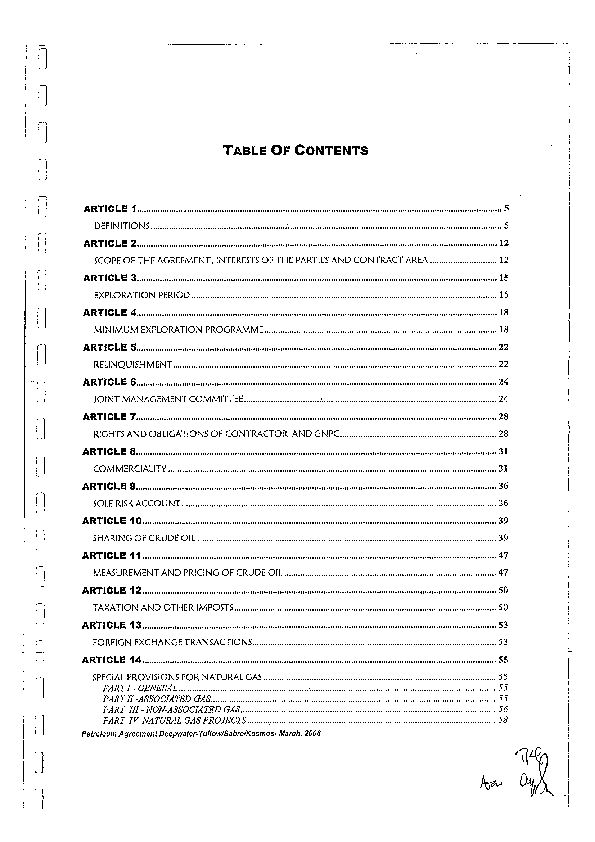 TABLE OF CONTENTS
ARTICLE 1 5
DEFINITIONS 5
ARTICLE 2 12
SCOPE OF THE AGREEMENT, INTERESTS OF THE PARTIES AND CONTRACT AREA 12
ARTICLE 3 15
EXPLORATION PERIOD 15
ARTICLE 4 18
MINIMUM EXPLORATION PROGRAMME 18
ARTICLE 5 22
RELINQUISHMENT 22
ARTICLE 6 24
JOINT MANAGEMENT COMMITTEE 24
ARTICLE 7 28
RIGHTS AND OBLIGATIONS OF CONTRACTOR AND GNPC 28
ARTICLE 8 31
COMMERCIALITY 31
ARTICLE 9 36
SOLE RISK ACCOUNT 36
ARTICLE 10 39
SHARING OF CRUDE OIL 39
ARTICLE 11 47
MEASUREMENT AND PRICING OF CRUDE OIL 47
ARTICLE 12 50
TAXATION AND OTHER IMPOSTS 50
ARTICLE 13 53
FOREIGN EXCHANGE TRANSACTIONS 53
ARTICLE 14 55
SPECIAL PROVISIONS FOR NATURAL GAS 55
PART I - GENERAL 55
PART II -ASSOCIATED GAS 55
PART III - NON-ASSOCIATED GAS 56
PART IV- NATURAL GAS PROJECTS 58
Petroleum Agreement Deepwater-Tullow/Sabre/Kosmos/ March, 2006